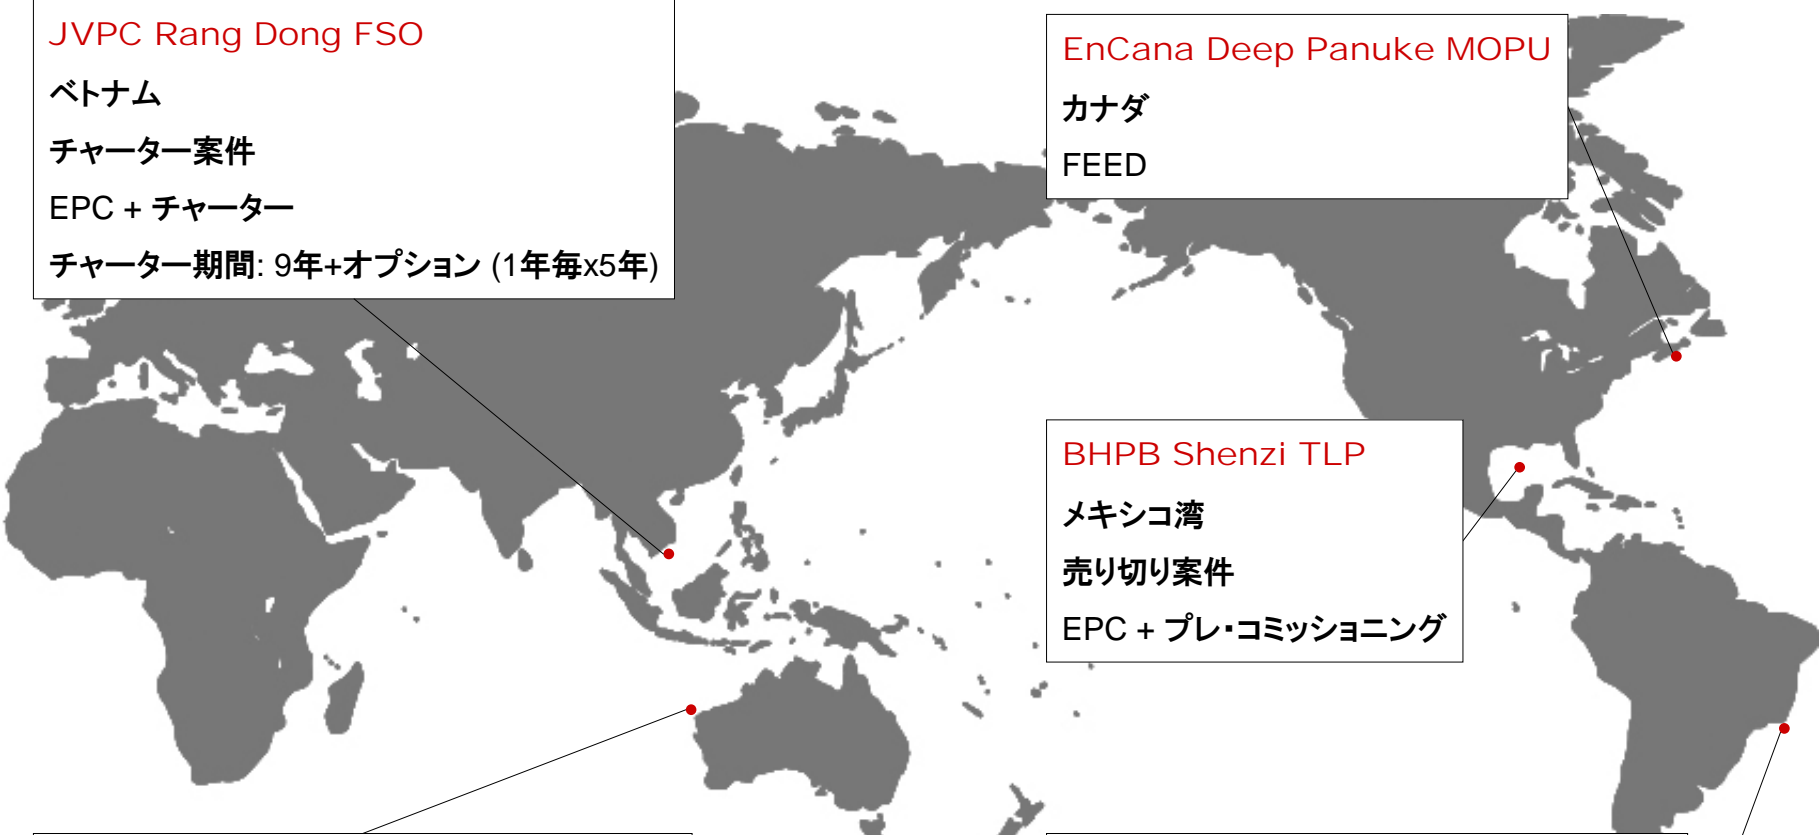 JVPC Rang Dong FSO
ベトナム
チャーター案件
EPC + チャーター
チャーター期間: 9年+オプション (1年毎x5年)
EnCana Deep Panuke MOPU
カナダ
FEED
BHPB Shenzi TLP
メキシコ湾
売り切り案件
EPC + プレ・コミッショニング